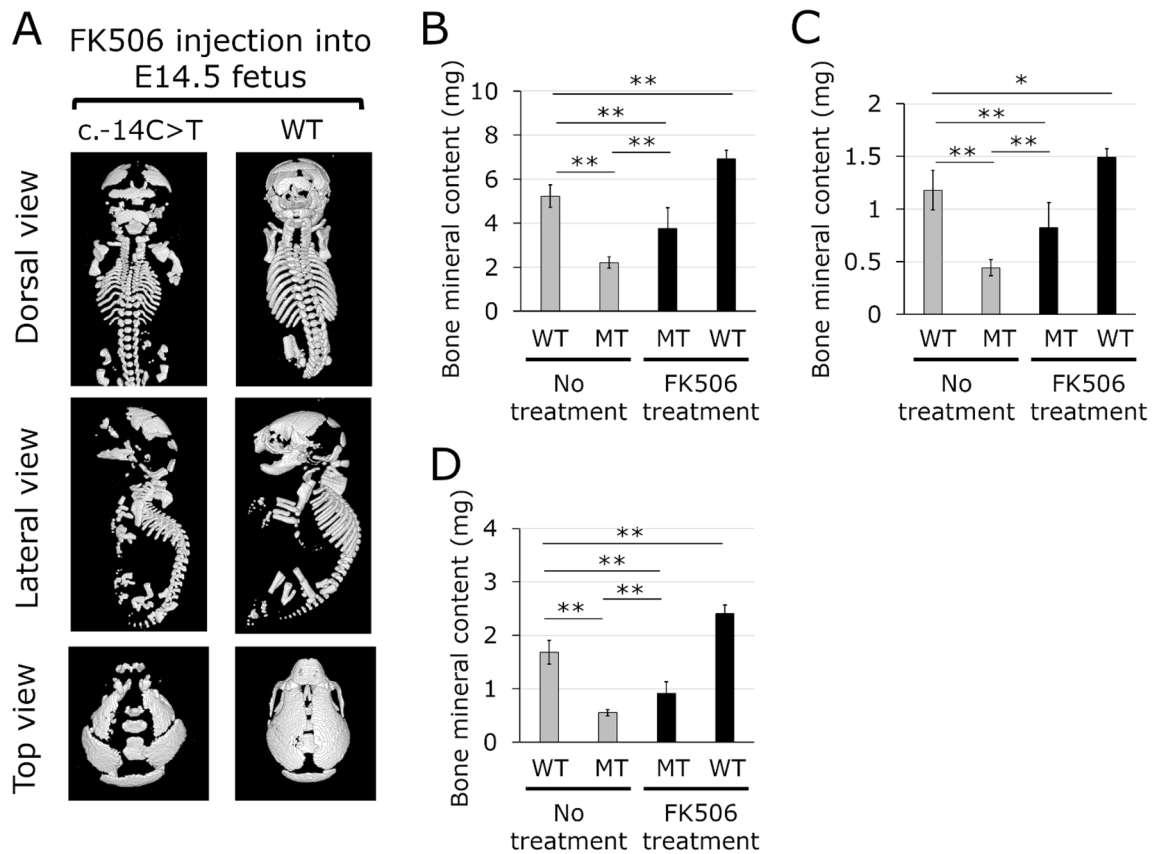 A
FK506 injection into
E14.5 fetus
c.-14C>T
WT
Dorsal view
Lateral view
Top view
B
Bone mineral content (mg)
10
8
6
4
2
0
**
**
**
**
WT MT MT WT
No
treatment
FK506
treatment
C
Bone mineral content (mg)
2
1.5
1
0.5
0
*
**
**
**
WT MT MT WT
No
treatment
FK506
treatment
D
Bone mineral content (mg)
4
3
2
1
0
**
**
**
**
WT MT MT WT
No
treatment
FK506
treatment